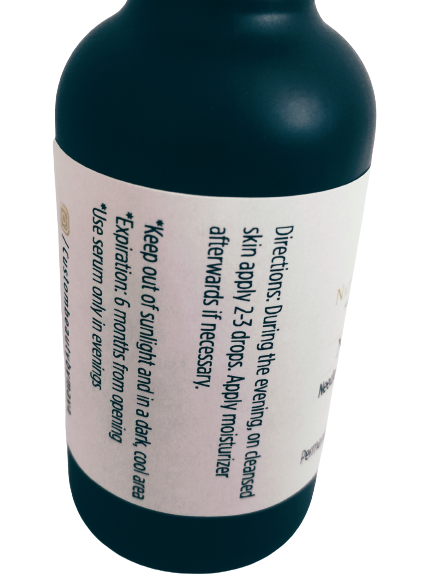 Directions: During the evening, on cleansed
skin apply 2-3 drops. Apply moisturizer
afterwards if necessary.
*Keep out of sunlight and in a dark, cool area
*Expiration: 6 months from opening
*Use serum only in evenings